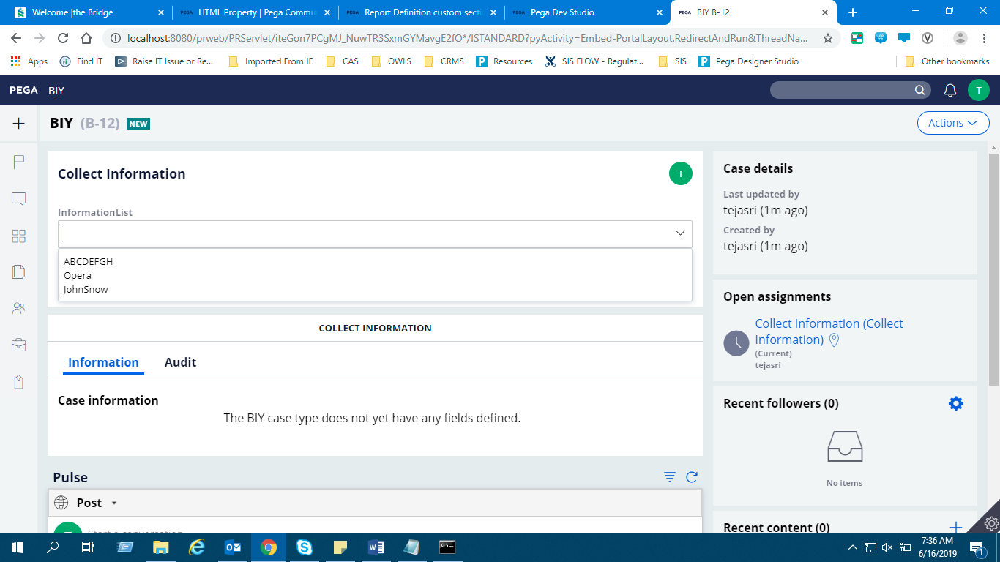 Welcome |the Bridge
PEGA HTML Property | Pega Commu
PEGA Report Definition custom secti
PEGA Pega Dev Studio
PEGA BIY B-12
localhost:8080/prweb/PRServlet/iteGon7PCgMJ_NuwTR3SxmGYMavgE2fO*/!STANDARD?pyActivity=Embed-PortalLayout.RedirectAndRun&ThreadNa...
Apps
Find IT
Raise IT Issue or Re...
Imported From IE
CAS
OWLS
CRMS
Resources
SIS FLOW - Regulat...
SIS
Pega Designer Studio
Other bookmarks
PEGA BIY
T
BIY (B-12) NEW
Actions
Collect Information
T
InformationList
ABCDEFGH
Opera
JohnSnow
COLLECT INFORMATION
Information
Audit
Case information
The BIY case type does not yet have any fields defined.
Pulse
Post
Case details
Last updated by
tejasri (1m ago)
Created by
tejasri (1m ago)
Open assignments
Collect Information (Collect
Information)
(Current)
tejasri
Recent followers (0)
No items
Recent content (0)
7:36 AM
6/16/2019
1